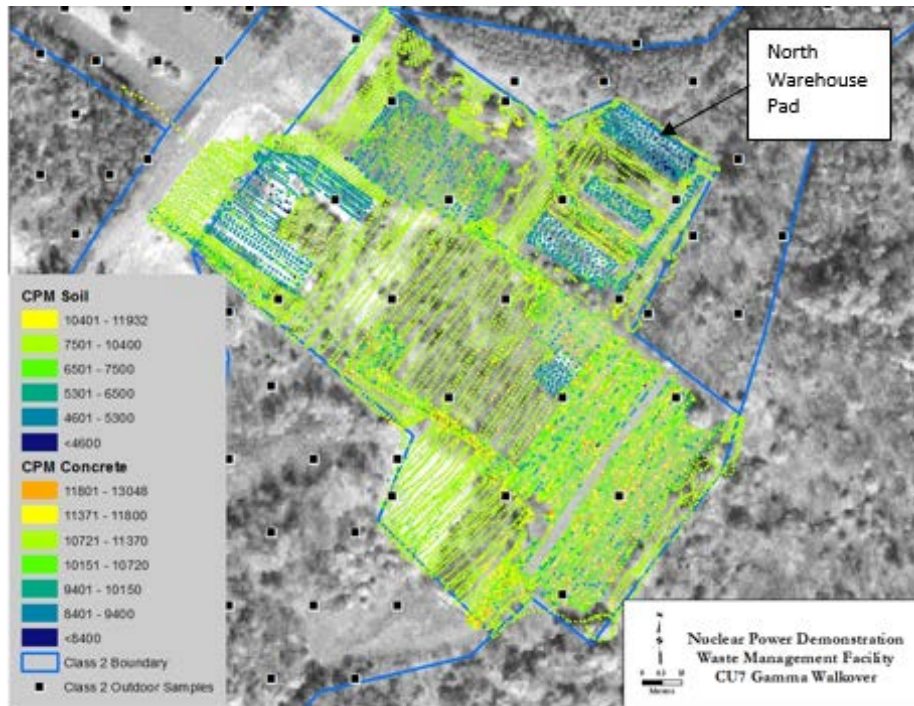 North
Warehouse
Pad
CPM Soil
10401 - 11932
7501 - 10400
6501 - 7500
5301 - 6500
4601 - 5300
<4600
CPM Concrete
11801 - 13048
11371 - 11800
10721 - 11370
10151 - 10720
9401 - 10150
8401 - 9400
<8400
Class 2 Boundary
Class 2 Outdoor Samples
Nuclear Power Demonstration
Waste Management Facility
CU7 Gamma Walkover